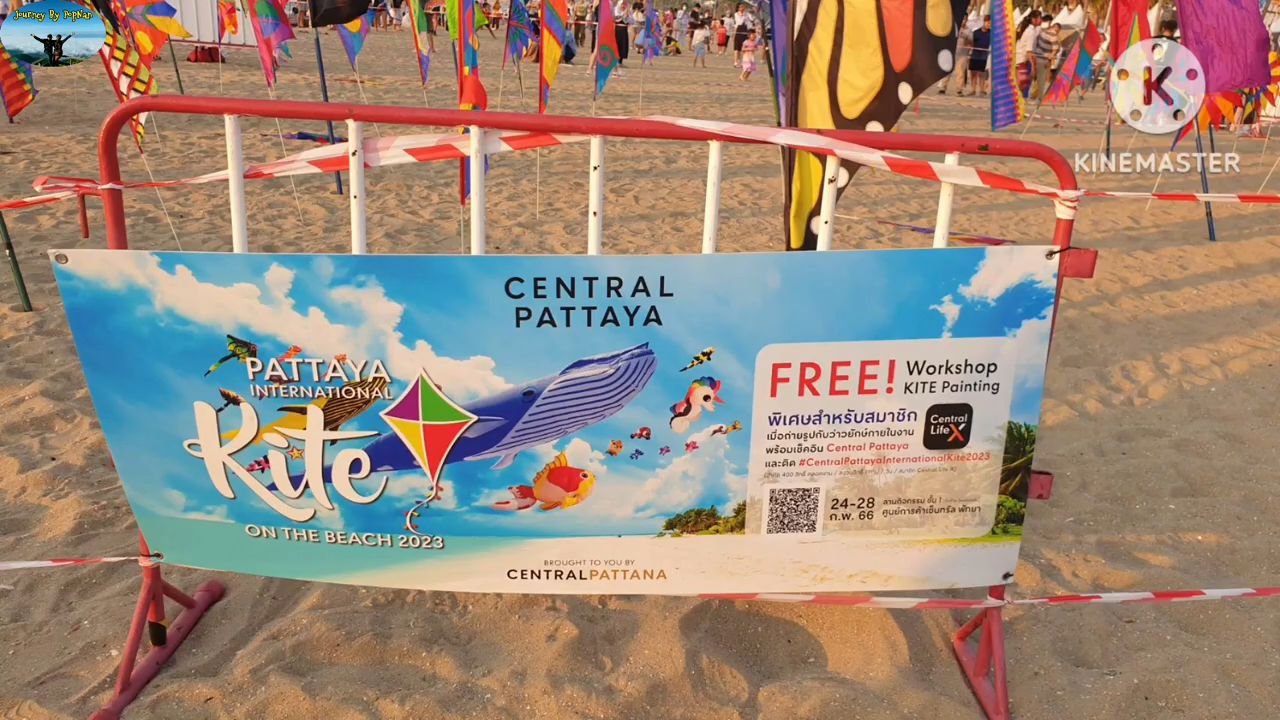 Journey By PepNan
K
KINEMASTER
CENTRAL
PATTAYA
PATTAYA
INTERNATIONAL
Kite
ON THE BEACH 2023
FREE! Workshop
KITE Painting
พิเศษสำหรับสมาชิก
Central
Life X
เมื่อถ่ายรูปกับว่าวยักษ์ภายในงาน
พร้อมเช็คอิน Central Pattaya
และติด #CentralPattayaInternationalKite2023
24-28
ก.พ. 66
ลานกิจกรรม ชั้น 1
ศูนย์การค้าเซ็นทรัล พัทยา
BROUGHT TO YOU BY
CENTRALPATTANA